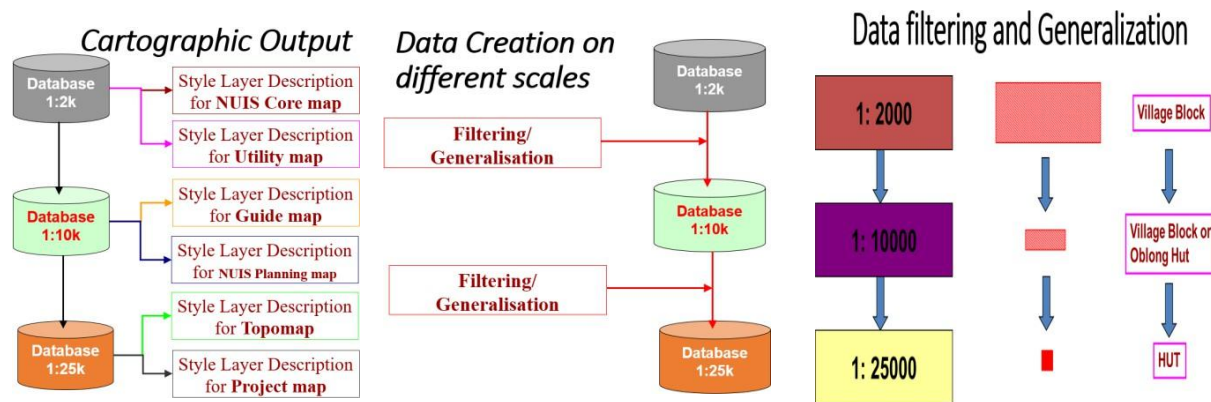 Cartographic Output
Database
1:2k
Style Layer Description
for NUIS Core map
Style Layer Description
for Utility map
Database
1:10k
Style Layer Description
for Guide map
Style Layer Description
for NUIS Planning map
Database
1:25k
Style Layer Description
for Topomap
Style Layer Description
for Project map
Data Creation on
different scales
Database
1:2k
Filtering/
Generalisation
Database
1:10k
Filtering/
Generalisation
Database
1:25k
Data filtering and Generalization
1: 2000
Village Block
1: 10000
Village Block or
Oblong Hut
1: 25000
HUT